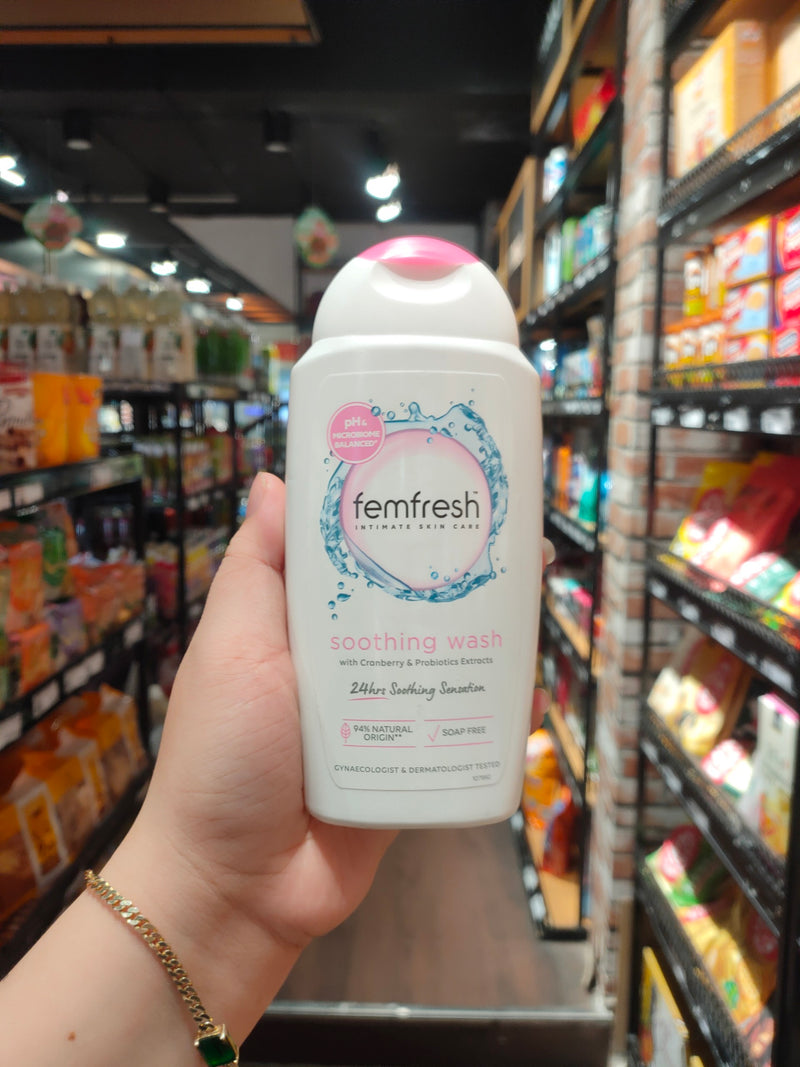 pH &
MICROBIOME
BALANCED*
femfresh™
INTIMATE SKIN CARE
soothing wash
with Cranberry & Probiotics Extracts
24hrs Soothing Sensation
94% NATURAL
ORIGIN**
SOAP FREE
GYNAECOLOGIST & DERMATOLOGIST TESTED